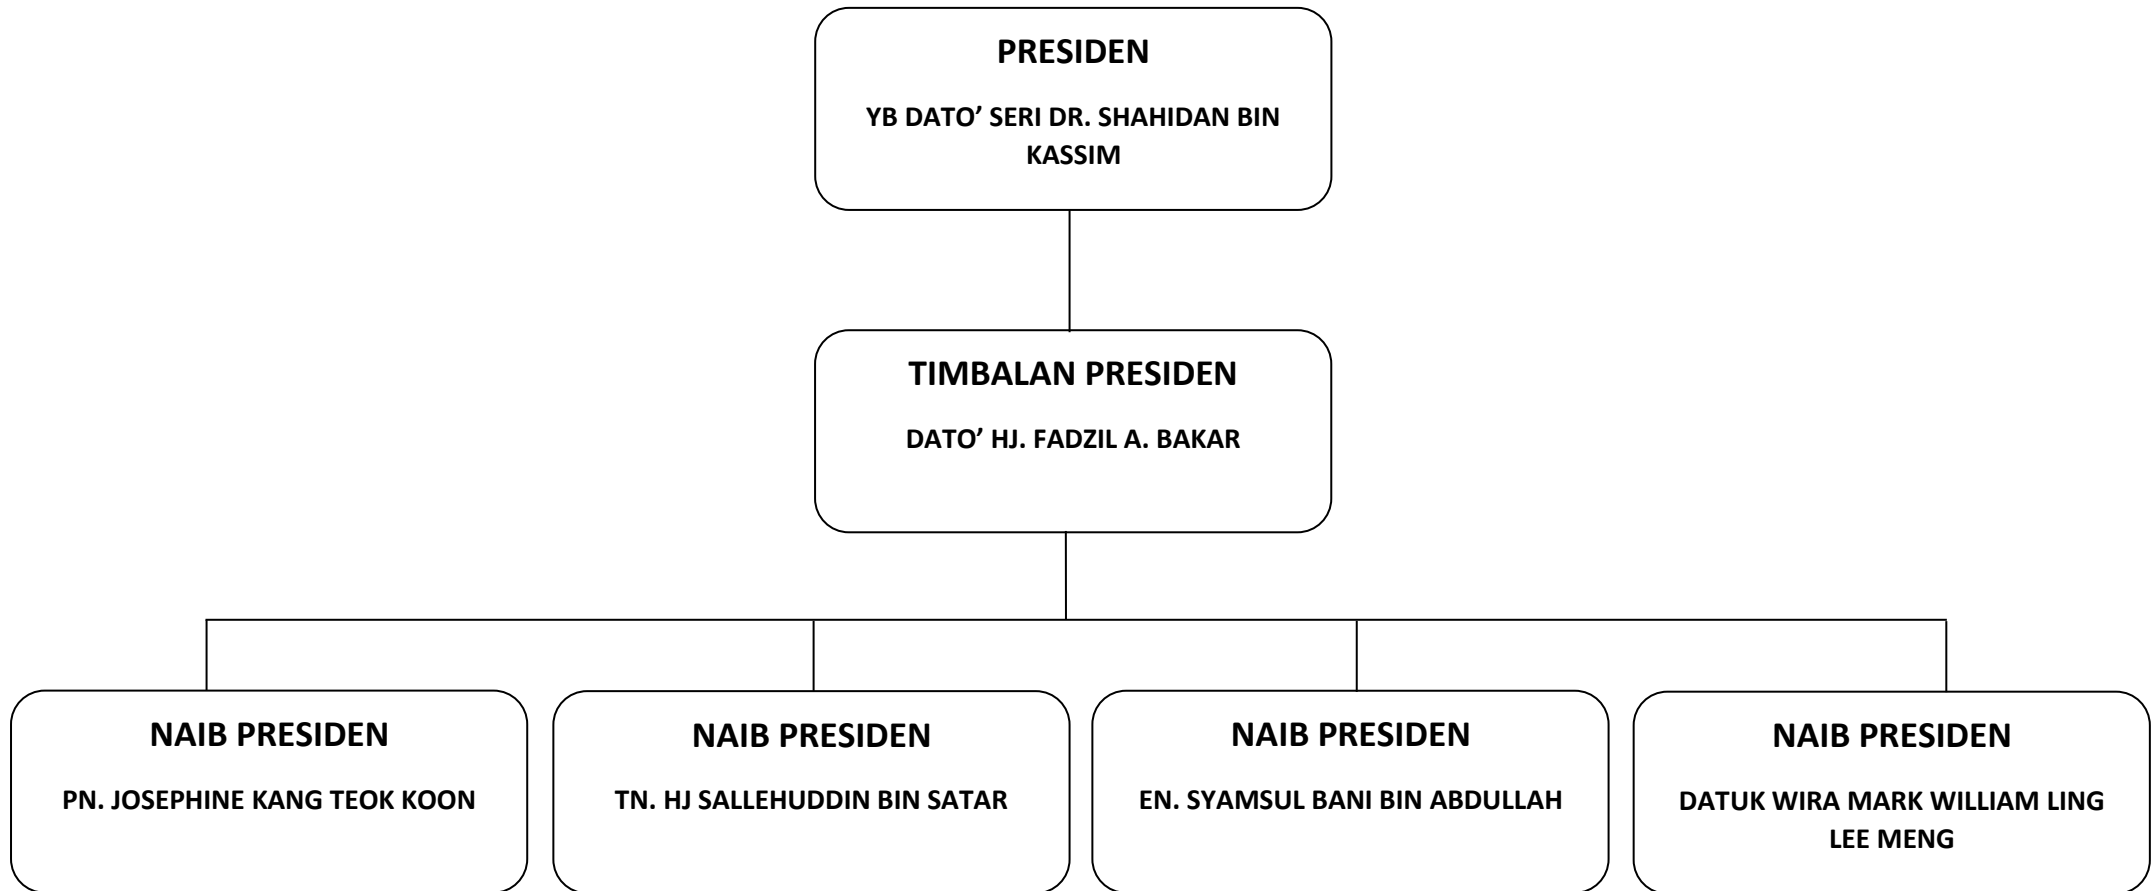 PRESIDEN
YB DATO’ SERI DR. SHAHIDAN BIN
KASSIM
TIMBALAN PRESIDEN
DATO’ HJ. FADZIL A. BAKAR
NAIB PRESIDEN
PN. JOSEPHINE KANG TEOK KOON
NAIB PRESIDEN
TN. HJ SALLEHUDDIN BIN SATAR
NAIB PRESIDEN
EN. SYAMSUL BANI BIN ABDULLAH
NAIB PRESIDEN
DATUK WIRA MARK WILLIAM LING
LEE MENG